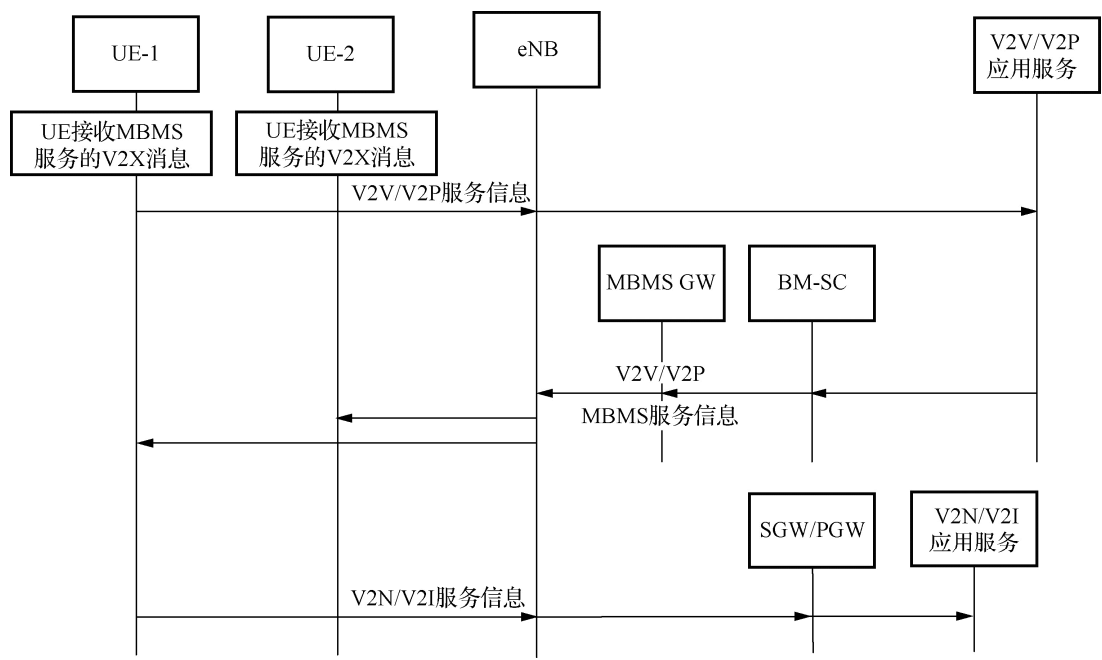 UE-1
UE-2
eNB
V2V/V2P
应用服务
UE接收MBMS
服务的V2X消息
UE接收MBMS
服务的V2X消息
V2V/V2P服务信息
MBMS GW
BM-SC
V2V/V2P
MBMS服务信息
SGW/PGW
V2N/V2I
应用服务
V2N/V2I服务信息